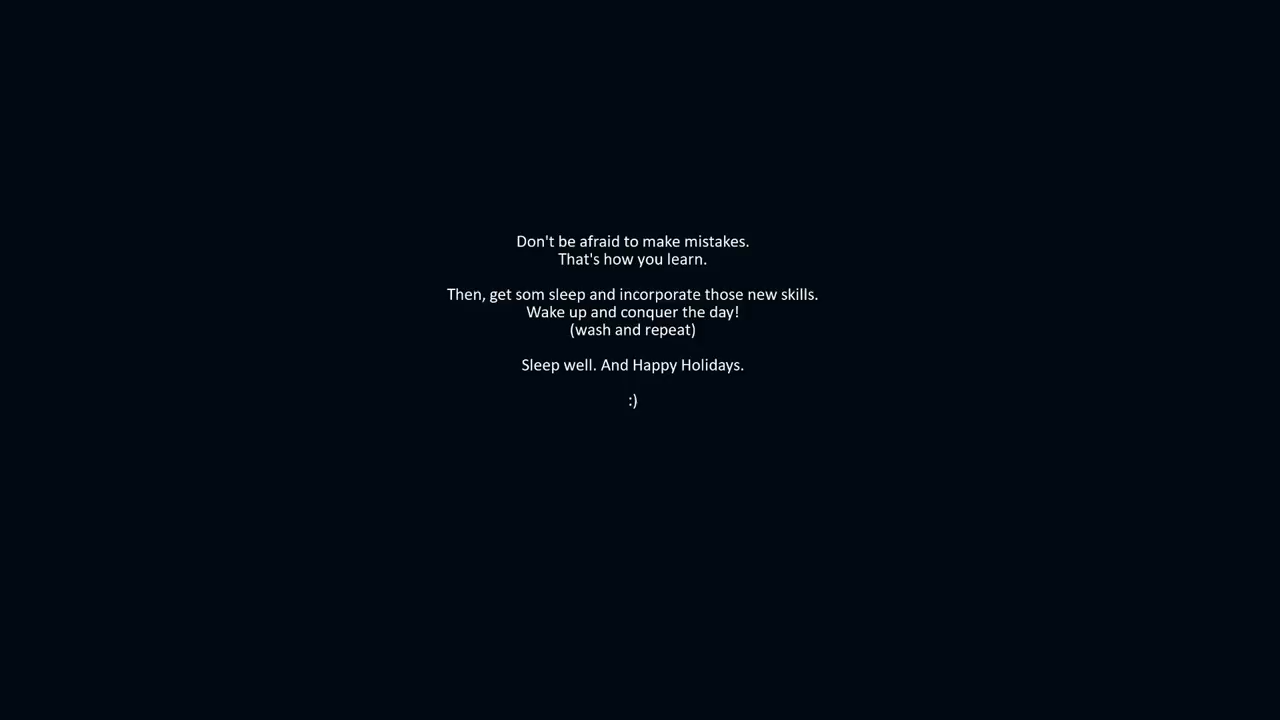 Don't be afraid to make mistakes.
That's how you learn.
Then, get som sleep and incorporate those new skills.
Wake up and conquer the day!
(wash and repeat)
Sleep well. And Happy Holidays.
:)